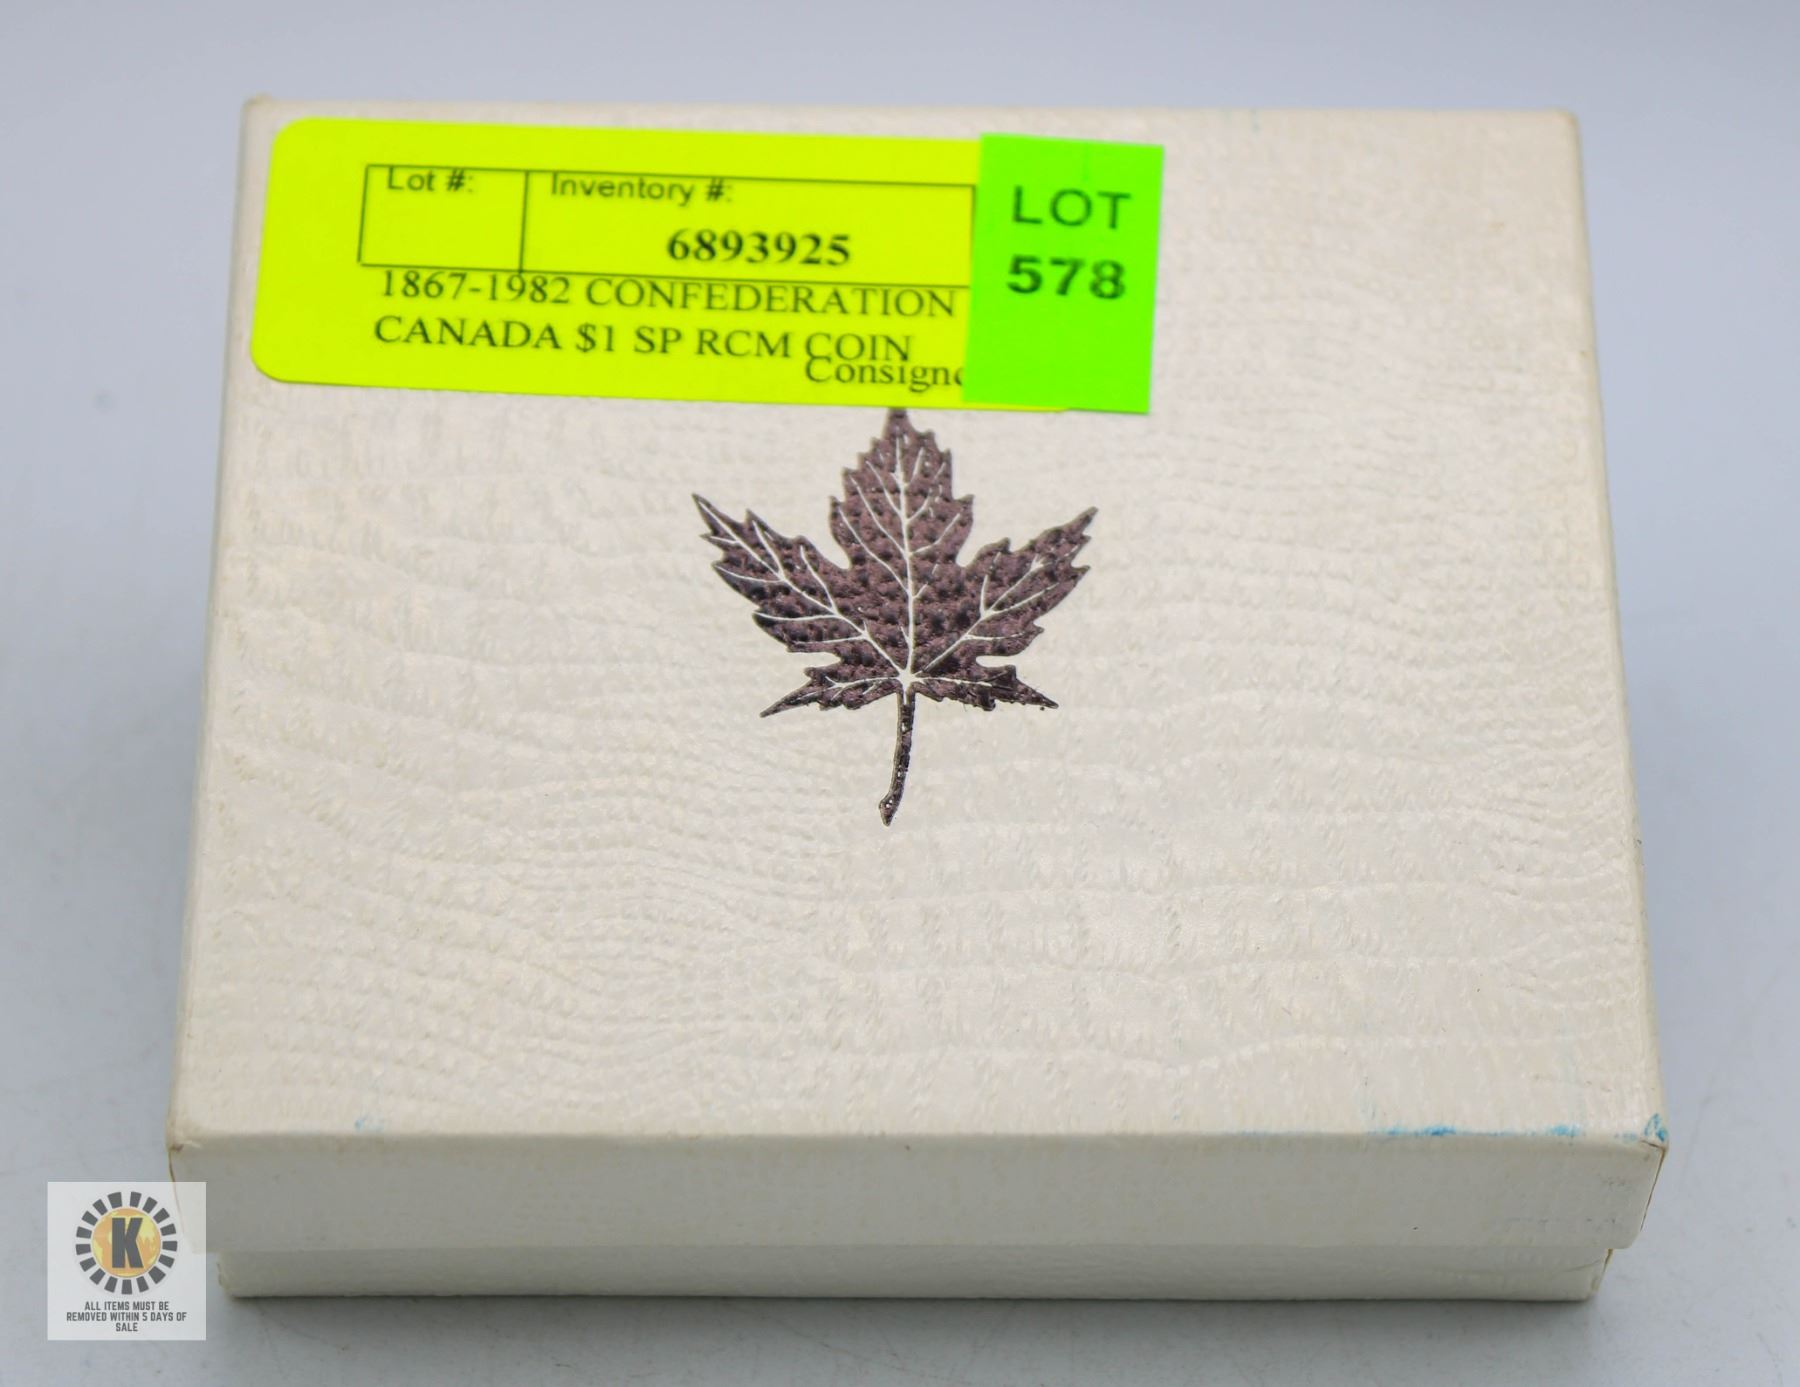 Lot #:
Inventory #:
6893925
1867-1982 CONFEDERATION
CANADA $1 SP RCM COIN
LOT
578
K
ALL ITEMS MUST BE
REMOVED WITHIN 5 DAYS OF
SALE